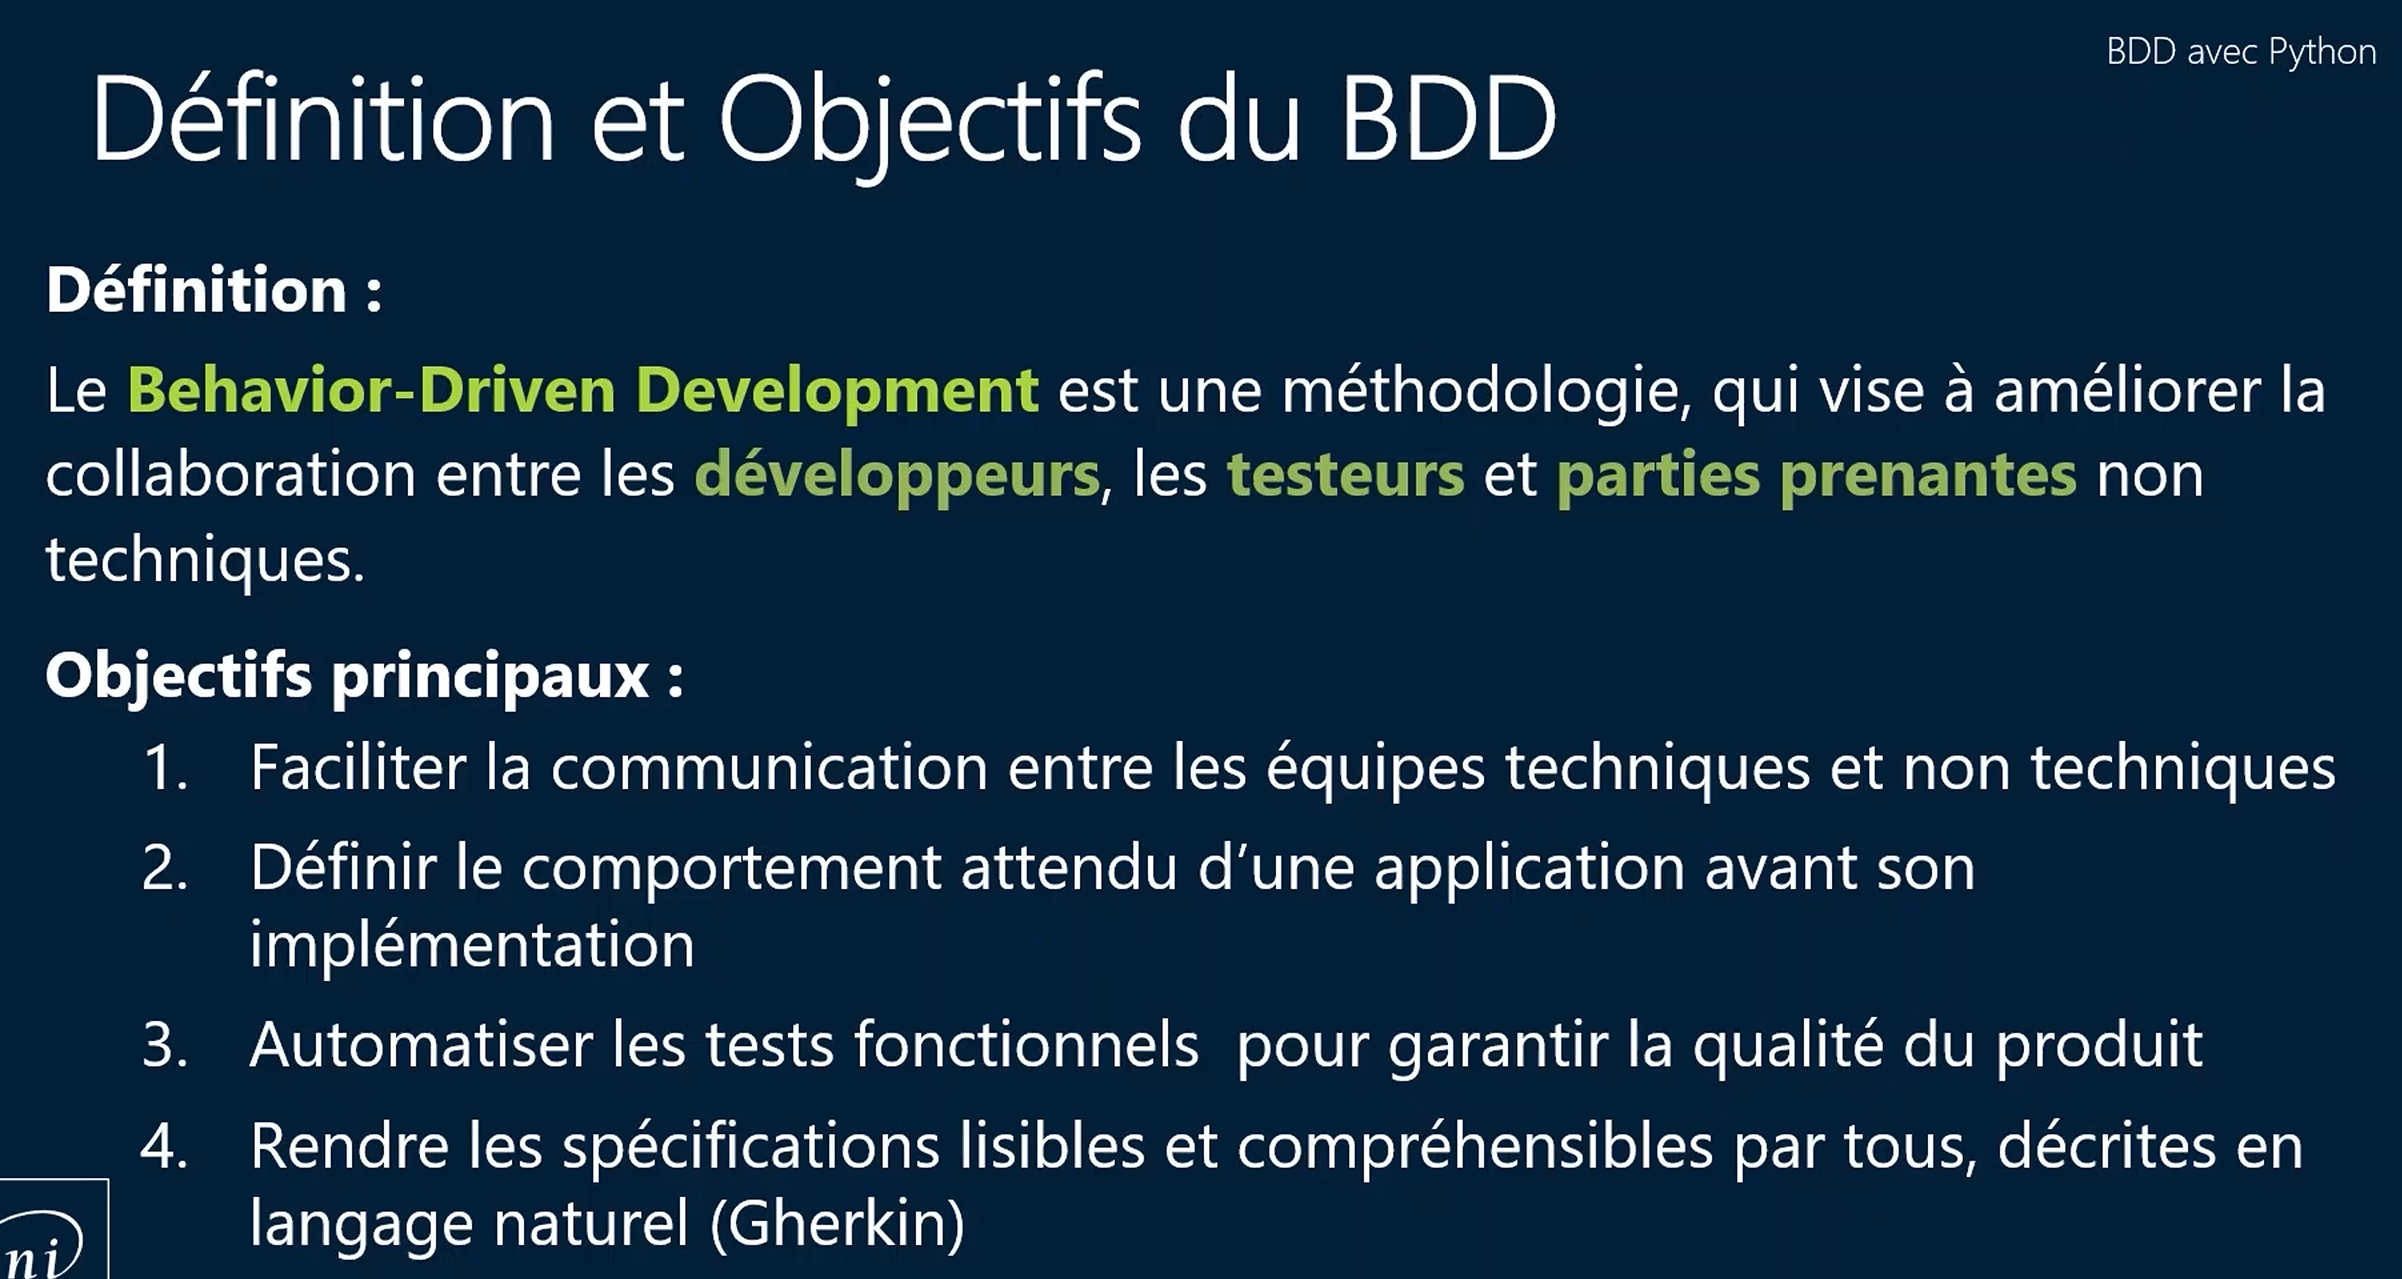 BDD avec Python
Définition et Objectifs du BDD
Définition :
Le Behavior-Driven Development est une méthodologie, qui vise à améliorer la
collaboration entre les développeurs, les testeurs et parties prenantes non
techniques.
Objectifs principaux :
1. Faciliter la communication entre les équipes techniques et non techniques
2. Définir le comportement attendu d’une application avant son
implémentation
3. Automatiser les tests fonctionnels  pour garantir la qualité du produit
4. Rendre les spécifications lisibles et compréhensibles par tous, décrites en
langage naturel (Gherkin)
ni